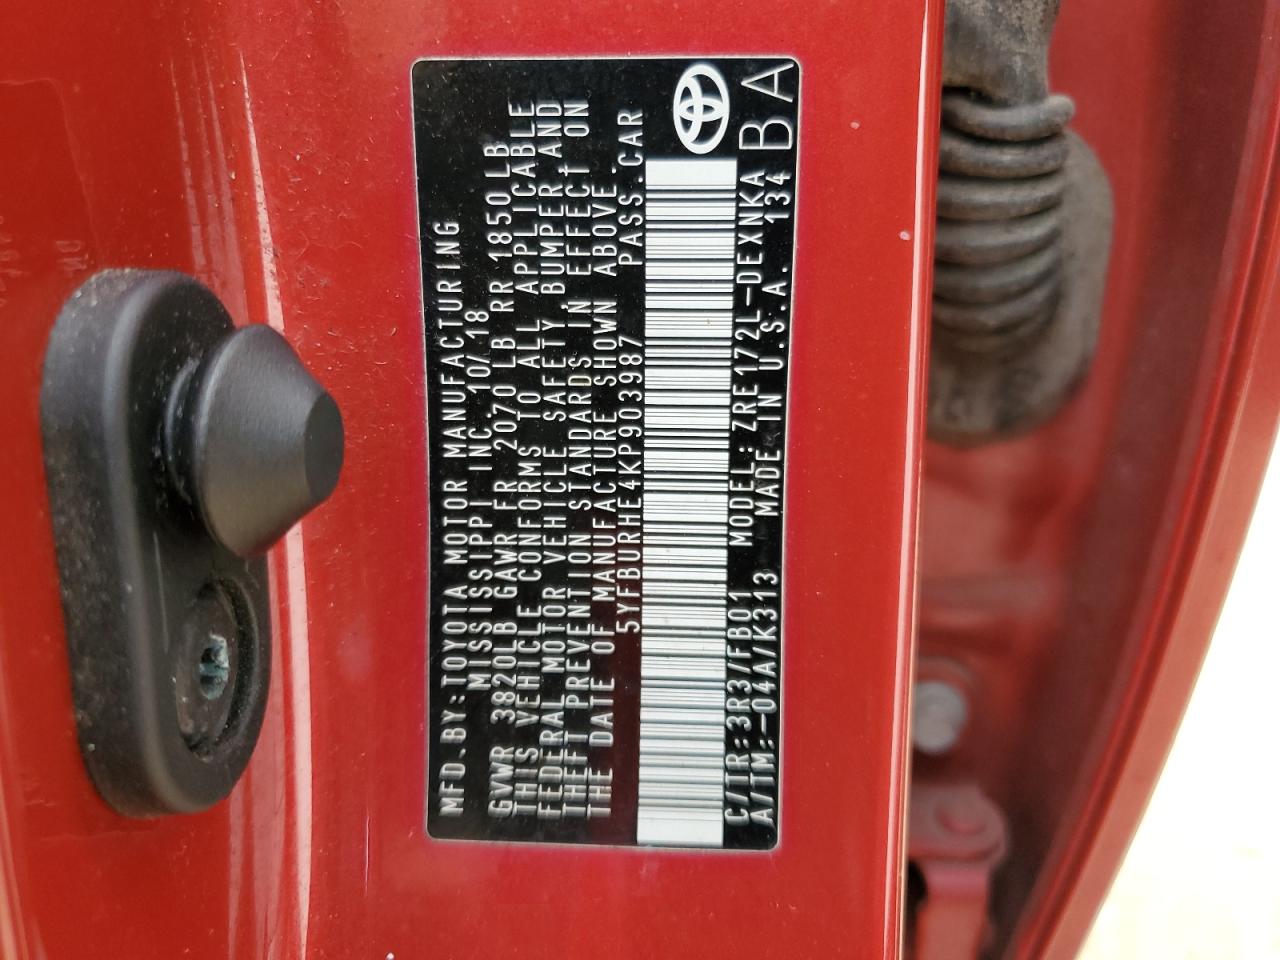 MFD.BY:TOYOTA MOTOR MANUFACTURING
MISSISSIPPI INC. 10/18
GVWR 3820LB GAWR FR 2070 LB RR 1850LB
THIS VEHICLE CONFORMS TO ALL APPLICABLE
FEDERAL MOTOR VEHICLE SAFETY,BUMPER,AND
THEFT PREVENTION STANDARDS IN EFFECT ON
THE DATE OF MANUFACTURE SHOWN ABOVE.
5YFBURHE4KP903987 PASS.CAR
C/TR:3R3/FB01 MODEL:ZRE172L-DEXNKA
A/TM:-04A/K313 MADE IN U.S.A. 134
BA